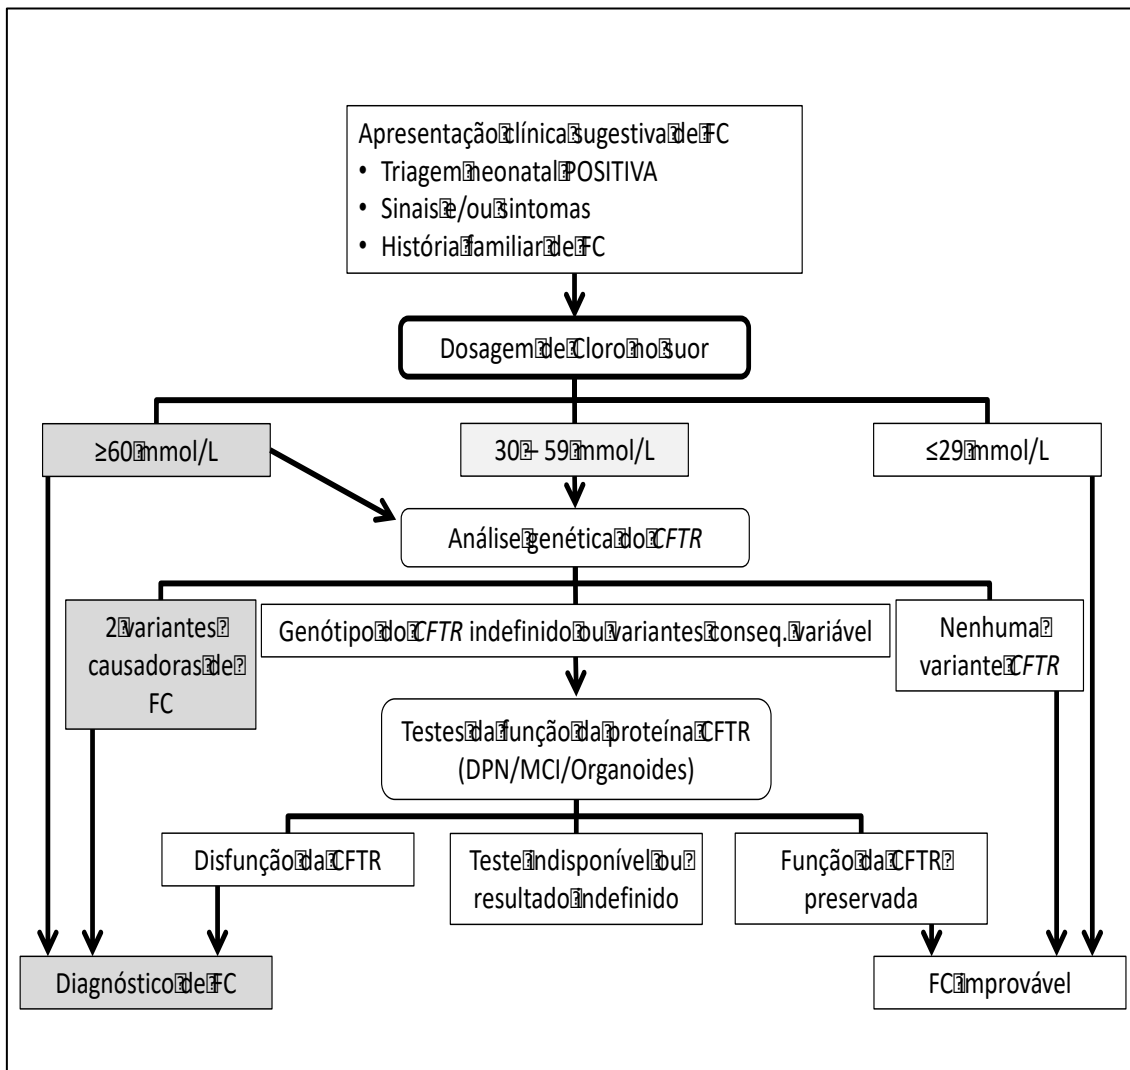 Apresentação clínica sugestiva de FC
• Triagem neonatal POSITIVA
• Sinais e/ou sintomas
• História familiar de FC
Dosagem de Cloro no suor
≥60 mmol/L
30 – 59 mmol/L
≤29 mmol/L
Análise genética do CFTR
2 variantes
causadoras de
FC
Genótipo do CFTR indefinido ou variantes conseq. variável
Nenhuma
variante CFTR
Testes da função da proteína CFTR
(DPN/MCI/Organoides)
Disfunção da CFTR
Teste indisponível ou
resultado indefinido
Função da CFTR
preservada
Diagnóstico de FC
FC improvável